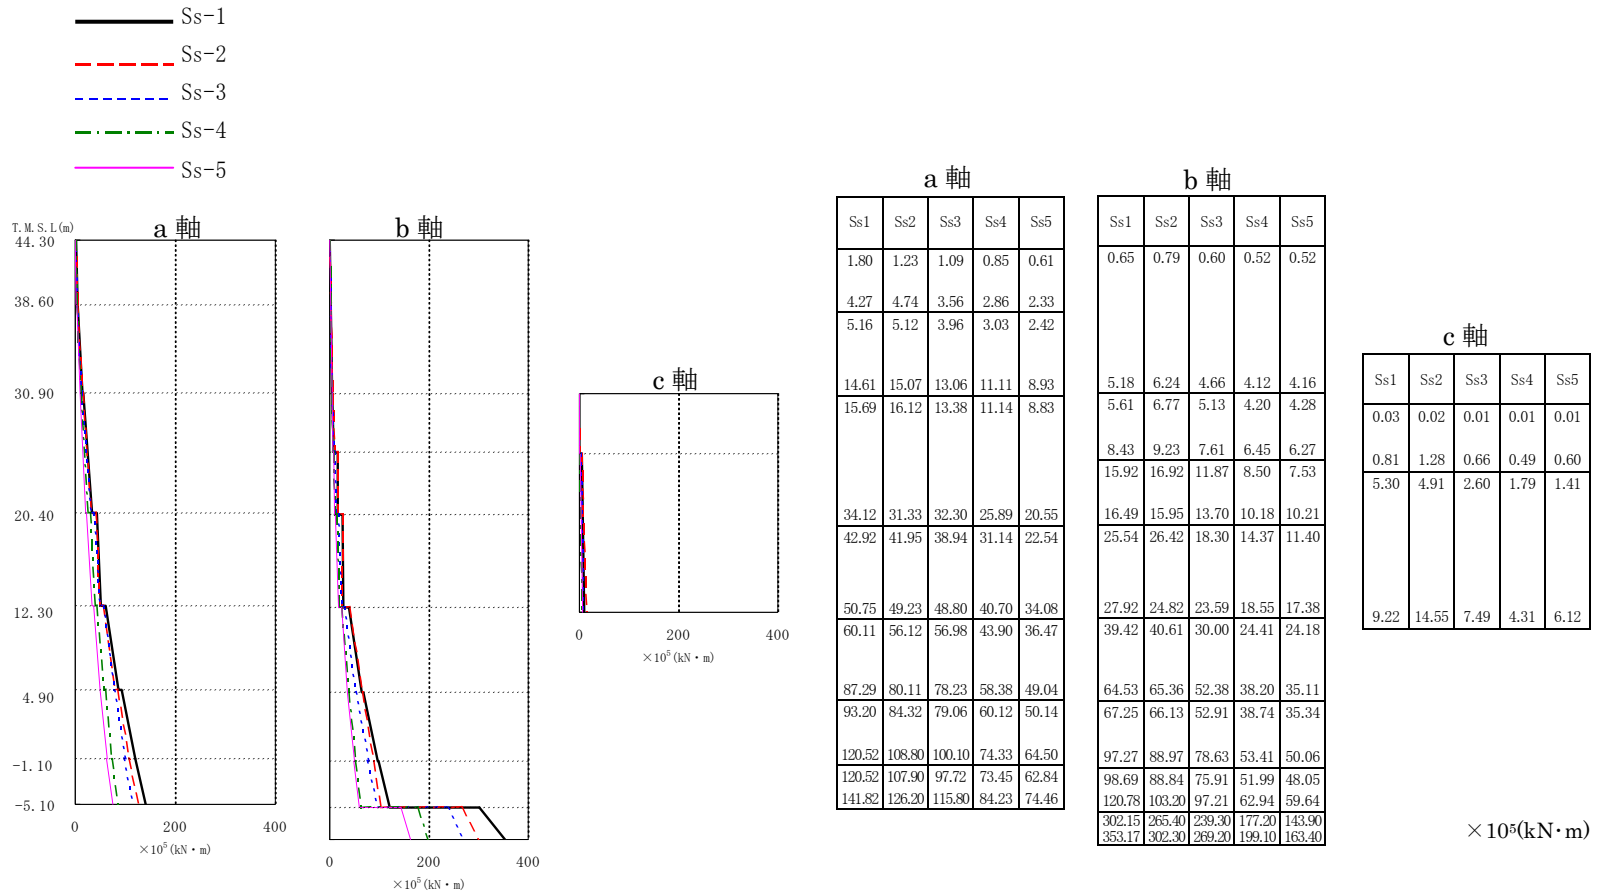 Ss-1
Ss-2
Ss-3
Ss-4
Ss-5
T.M.S.L(m)
a 軸
b 軸
c 軸
44.30
38.60
30.90
20.40
12.30
4.90
-1.10
-5.10
0 200 400
×10⁵(kN・m)
0 200 400
×10⁵(kN・m)
0 200 400
×10⁵(kN・m)
a 軸
Ss1 Ss2 Ss3 Ss4 Ss5
1.80 1.23 1.09 0.85 0.61
4.27 4.74 3.56 2.86 2.33
5.16 5.12 3.96 3.03 2.42
14.61 15.07 13.06 11.11 8.93
15.69 16.12 13.38 11.14 8.83
34.12 31.33 32.30 25.89 20.55
42.92 41.95 38.94 31.14 22.54
50.75 49.23 48.80 40.70 34.08
60.11 56.12 56.98 43.90 36.47
87.29 80.11 78.23 58.38 49.04
93.20 84.32 79.06 60.12 50.14
120.52 108.80 100.10 74.33 64.50
120.52 107.90 97.72 73.45 62.84
141.82 126.20 115.80 84.23 74.46
b 軸
Ss1 Ss2 Ss3 Ss4 Ss5
0.65 0.79 0.60 0.52 0.52
5.18 6.24 4.66 4.12 4.16
5.61 6.77 5.13 4.20 4.28
8.43 9.23 7.61 6.45 6.27
15.92 16.92 11.87 8.50 7.53
16.49 15.95 13.70 10.18 10.21
25.54 26.42 18.30 14.37 11.40
27.92 24.82 23.59 18.55 17.38
39.42 40.61 30.00 24.41 24.18
64.53 65.36 52.38 38.20 35.11
67.25 66.13 52.91 38.74 35.34
97.27 88.97 78.63 53.41 50.06
98.69 88.84 75.91 51.99 48.05
120.78 103.20 97.21 62.94 59.64
302.15 265.40 239.30 177.20 143.90
353.17 302.30 269.20 199.10 163.40
c 軸
Ss1 Ss2 Ss3 Ss4 Ss5
0.03 0.02 0.01 0.01 0.01
0.81 1.28 0.66 0.49 0.60
5.30 4.91 2.60 1.79 1.41
9.22 14.55 7.49 4.31 6.12
×10⁵(kN・m)